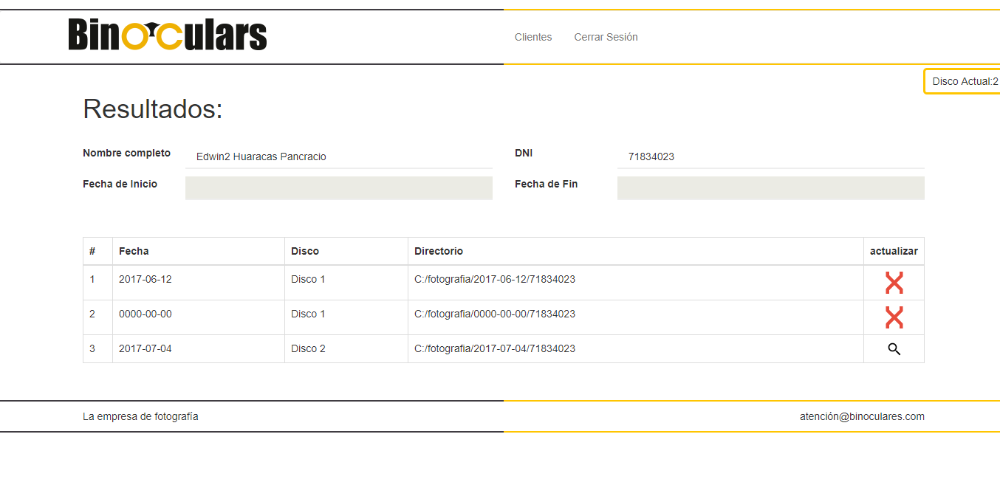 Binoculars
Clientes Cerrar Sesión
Disco Actual:2
Resultados:
Nombre completo Edwin2 Huaracas Pancracio DNI 71834023
Fecha de Inicio Fecha de Fin
# Fecha Disco Directorio actualizar
1 2017-06-12 Disco 1 C:/fotografia/2017-06-12/71834023
2 0000-00-00 Disco 1 C:/fotografia/0000-00-00/71834023
3 2017-07-04 Disco 2 C:/fotografia/2017-07-04/71834023
La empresa de fotografía atención@binoculares.com